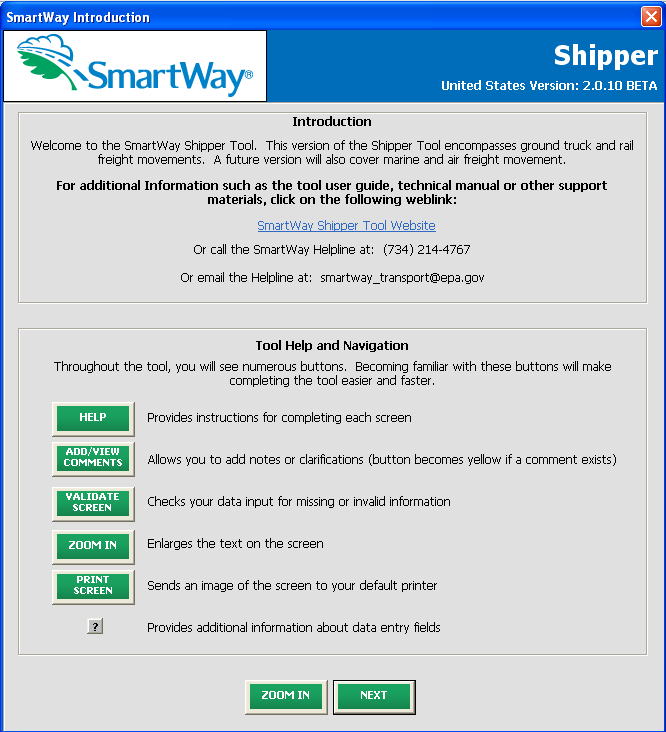 SmartWay Introduction
SmartWay®
Shipper
United States Version: 2.0.10 BETA
Introduction
Welcome to the SmartWay Shipper Tool.  This version of the Shipper Tool encompasses ground truck and rail
freight movements.  A future version will also cover marine and air freight movement.
For additional Information such as the tool user guide, technical manual or other support
materials, click on the following weblink:
SmartWay Shipper Tool Website
Or call the SmartWay Helpline at:  (734) 214-4767
Or email the Helpline at:  smartway_transport@epa.gov
Tool Help and Navigation
Throughout the tool, you will see numerous buttons.  Becoming familiar with these buttons will make
completing the tool easier and faster.
HELP
Provides instructions for completing each screen
ADD/VIEW
COMMENTS
Allows you to add notes or clarifications (button becomes yellow if a comment exists)
VALIDATE
SCREEN
Checks your data input for missing or invalid information
ZOOM IN
Enlarges the text on the screen
PRINT
SCREEN
Sends an image of the screen to your default printer
?
Provides additional information about data entry fields
ZOOM IN
NEXT